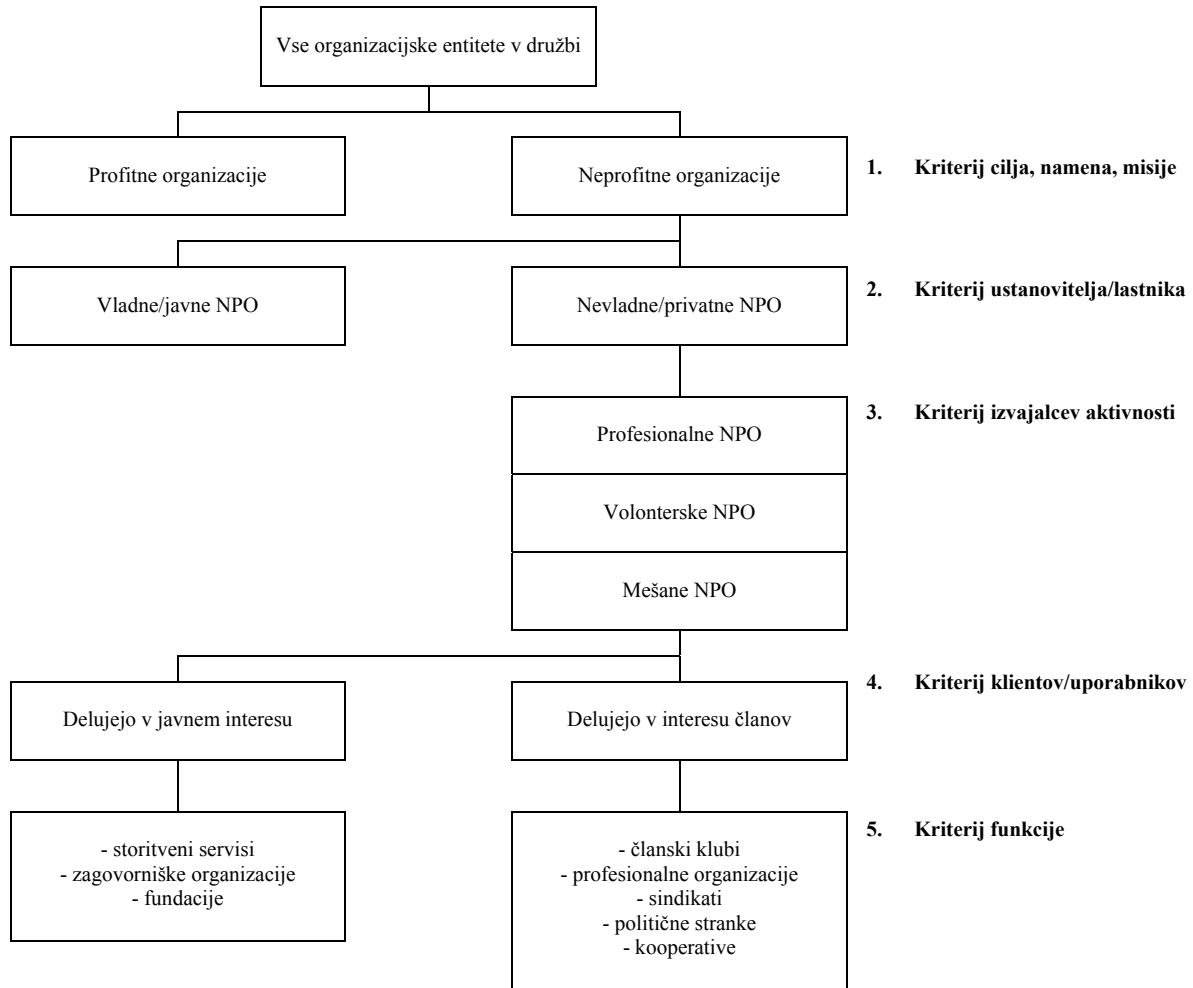 Vse organizacijske entitete v družbi
Profitne organizacije
Neprofitne organizacije
1. Kriterij cilja, namena, misije
Vladne/javne NPO
Nevladne/privatne NPO
2. Kriterij ustanovitelja/lastnika
Profesionalne NPO
3. Kriterij izvajalcev aktivnosti
Volonterske NPO
Mešane NPO
Delujejo v javnem interesu
Delujejo v interesu članov
4. Kriterij klientov/uporabnikov
- storitveni servisi
- zagovorniške organizacije
- fundacije
- članski klubi
- profesionalne organizacije
- sindikati
- politične stranke
- kooperative
5. Kriterij funkcije